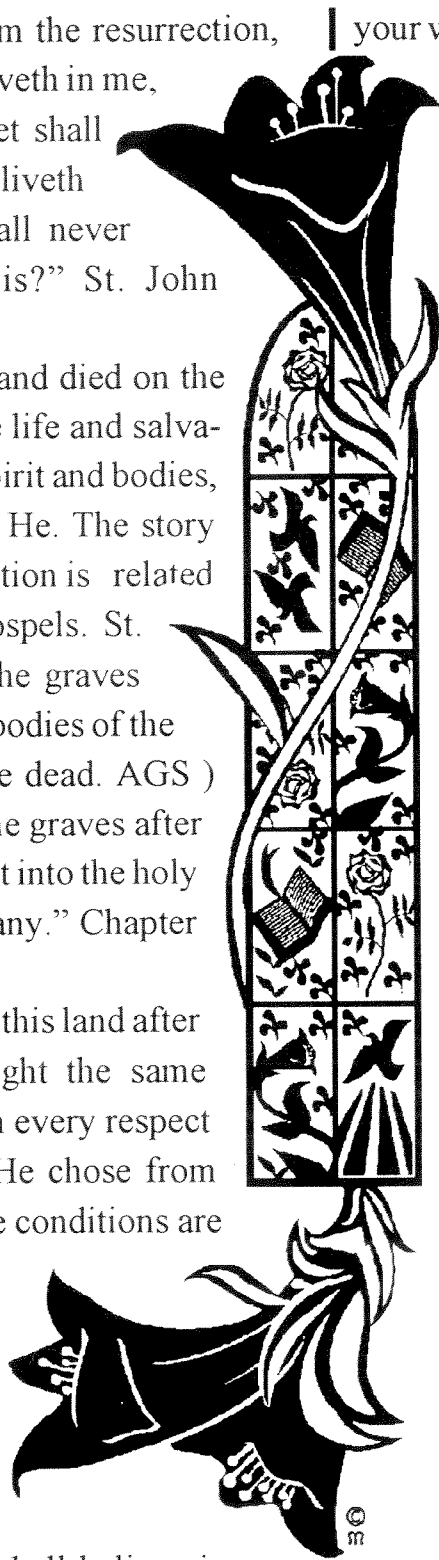 m the resurrection,
veth in me,
et shall
liveth
all never
is?” St. John
and died on the
e life and salva-
irit and bodies,
He. The story
tion is related
ospels. St.
he graves
bodies of the
e dead. AGS )
ne graves after
t into the holy
any.” Chapter
this land after
ght the same
n every respect
He chose from
e conditions are
your v
©
m